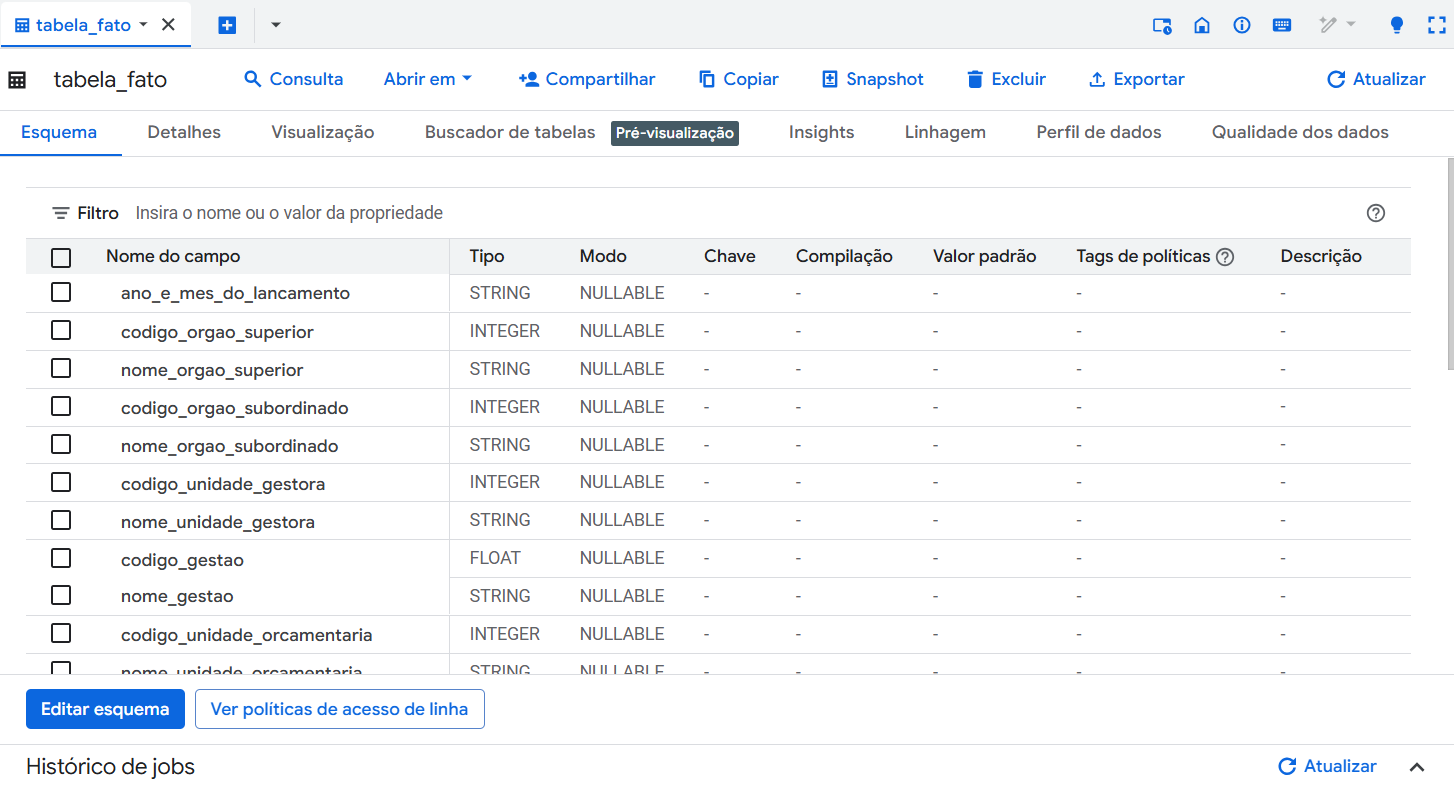 tabela_fato
tabela_fato Consulta Abrir em Compartilhar Copiar Snapshot Excluir Exportar Atualizar
Esquema Detalhes Visualização Buscador de tabelas Pré-visualização Insights Linhagem Perfil de dados Qualidade dos dados
Filtro Insira o nome ou o valor da propriedade
Nome do campo Tipo Modo Chave Compilação Valor padrão Tags de políticas Descrição
ano_e_mes_do_lancamento STRING NULLABLE - - - - -
codigo_orgao_superior INTEGER NULLABLE - - - - -
nome_orgao_superior STRING NULLABLE - - - - -
codigo_orgao_subordinado INTEGER NULLABLE - - - - -
nome_orgao_subordinado STRING NULLABLE - - - - -
codigo_unidade_gestora INTEGER NULLABLE - - - - -
nome_unidade_gestora STRING NULLABLE - - - - -
codigo_gestao FLOAT NULLABLE - - - - -
nome_gestao STRING NULLABLE - - - - -
codigo_unidade_orcamentaria INTEGER NULLABLE - - - - -
nome_unidade_orcamentaria STRING NULLABLE - - - - -
Editar esquema Ver políticas de acesso de linha
Histórico de jobs Atualizar